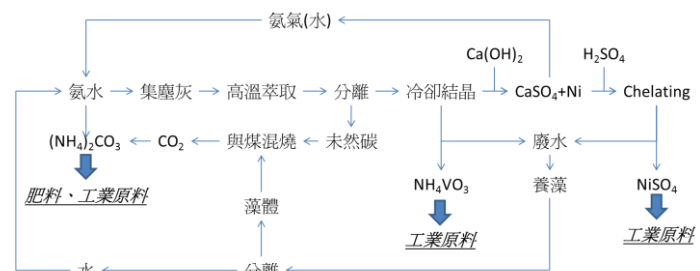 氨氣(水)
Ca(OH)₂
H₂SO₄
氨水 集塵灰 高溫萃取 分離 冷卻結晶 CaSO₄+Ni Chelating
(NH₄)₂CO₃ CO₂ 與煤混燒 未然碳 廢水
肥料、工業原料
藻體
NH₄VO₃
養藻
NiSO₄
工業原料
工業原料
水
分離